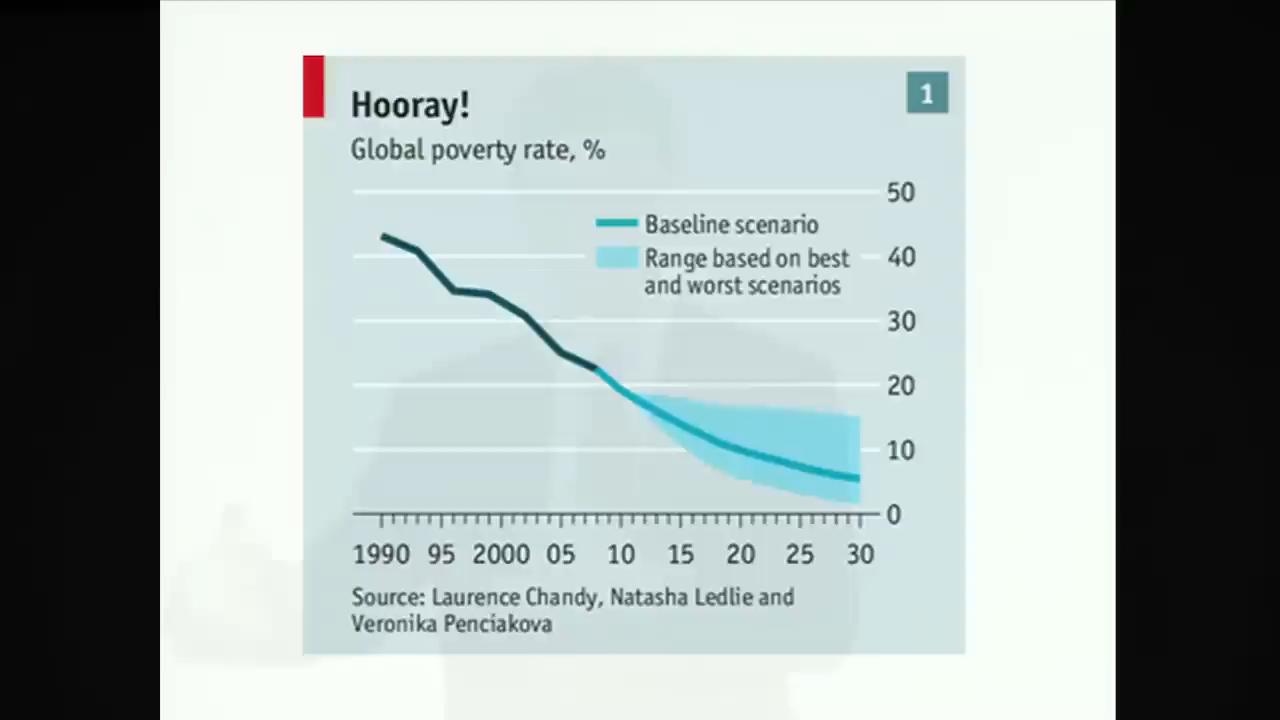 Hooray!
1
Global poverty rate, %
50
Baseline scenario
Range based on best
and worst scenarios
40
30
20
10
0
1990 95 2000 05 10 15 20 25 30
Source: Laurence Chandy, Natasha Ledlie and
Veronika Penciakova